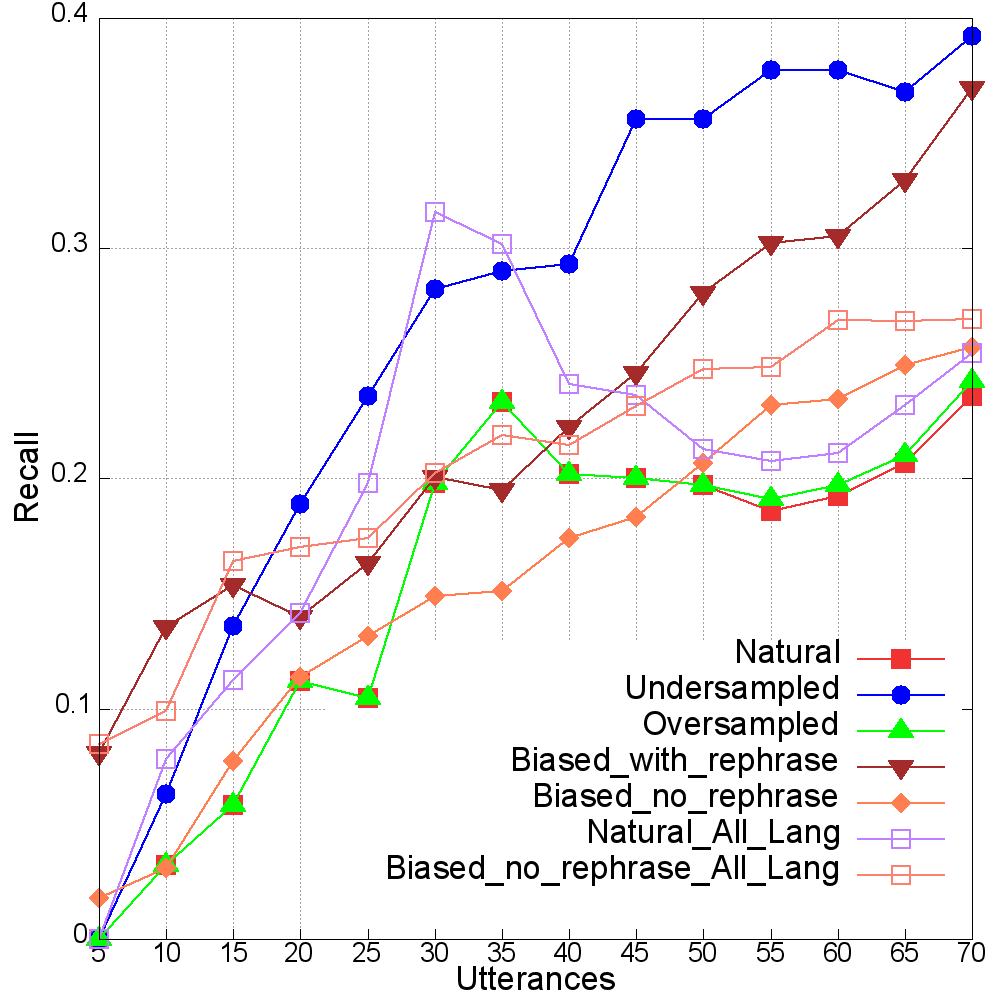 0.4
0.3
0.2
0.1
0
Recall
5 10 15 20 25 30 35 40 45 50 55 60 65 70
Utterances
Natural
Undersampled
Oversampled
Biased_with_rephrase
Biased_no_rephrase
Natural_All_Lang
Biased_no_rephrase_All_Lang